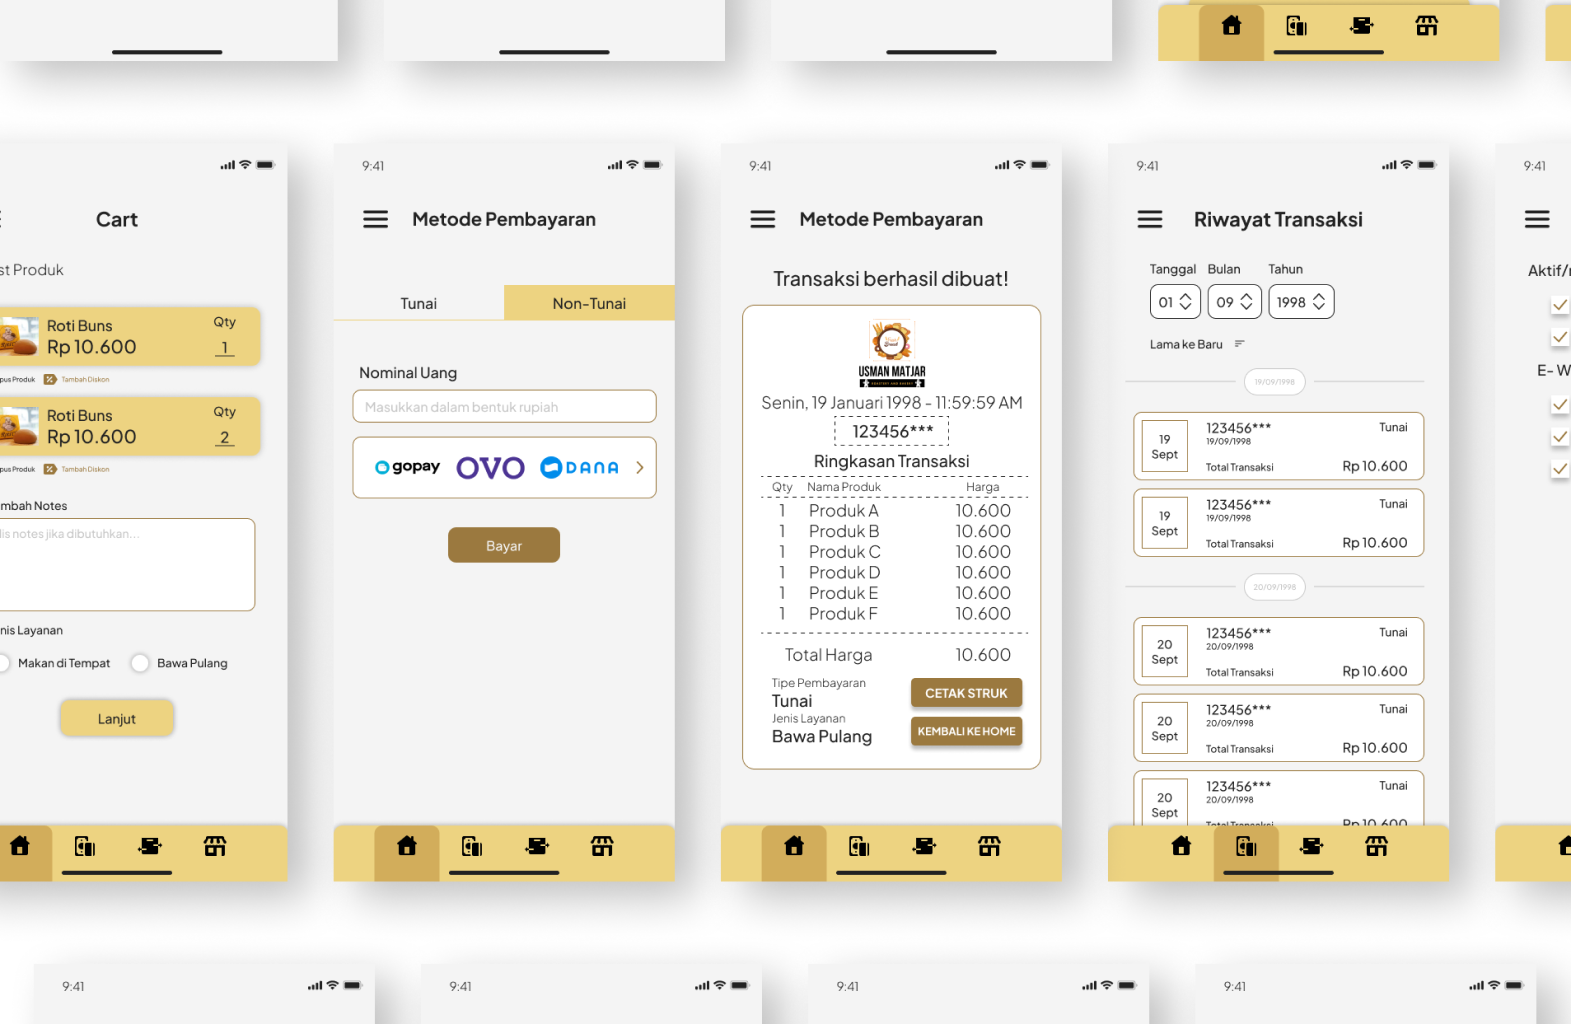 Cart
st Produk
Roti Buns
Rp 10.600
Qty
1
pus Produk
Tambah Diskon
Roti Buns
Rp 10.600
Qty
2
pus Produk
Tambah Diskon
mbah Notes
lis notes jika dibutuhkan...
nis Layanan
Makan di Tempat
Bawa Pulang
Lanjut
9:41
Metode Pembayaran
Tunai
Non-Tunai
Nominal Uang
Masukkan dalam bentuk rupiah
gopay OVO DANA
Bayar
9:41
Metode Pembayaran
Transaksi berhasil dibuat!
USMAN MATJAR
Senin, 19 Januari 1998 - 11:59:59 AM
123456***
Ringkasan Transaksi
Qty Nama Produk Harga
1 Produk A 10.600
1 Produk B 10.600
1 Produk C 10.600
1 Produk D 10.600
1 Produk E 10.600
1 Produk F 10.600
Total Harga 10.600
Tipe Pembayaran
Tunai
Jenis Layanan
Bawa Pulang
CETAK STRUK
KEMBALI KE HOME
9:41
Riwayat Transaksi
Tanggal Bulan Tahun
01 09 1998
Lama ke Baru
19/09/1998
19
Sept
123456***
19/09/1998
Total Transaksi
Tunai
Rp 10.600
19
Sept
123456***
19/09/1998
Total Transaksi
Tunai
Rp 10.600
20/09/1998
20
Sept
123456***
20/09/1998
Total Transaksi
Tunai
Rp 10.600
20
Sept
123456***
20/09/1998
Total Transaksi
Tunai
Rp 10.600
20
Sept
123456***
20/09/1998
Total Transaksi
Tunai
Rp 10.600
9:41
Aktif/
E- W
9:41
9:41
9:41
9:41